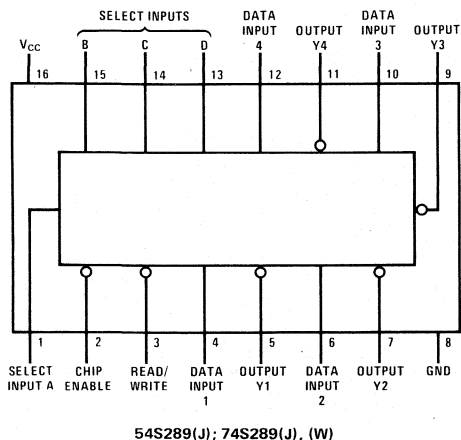 SELECT INPUTS
DATA INPUT 4
OUTPUT Y4
DATA INPUT 3
OUTPUT Y3
VCC
B
C
D
16
15
14
13
12
11
10
9
1
2
3
4
5
6
7
8
SELECT INPUT A
CHIP ENABLE
READ/ WRITE
DATA INPUT 1
OUTPUT Y1
DATA INPUT 2
OUTPUT Y2
GND
54S289(J); 74S289(J), (W)